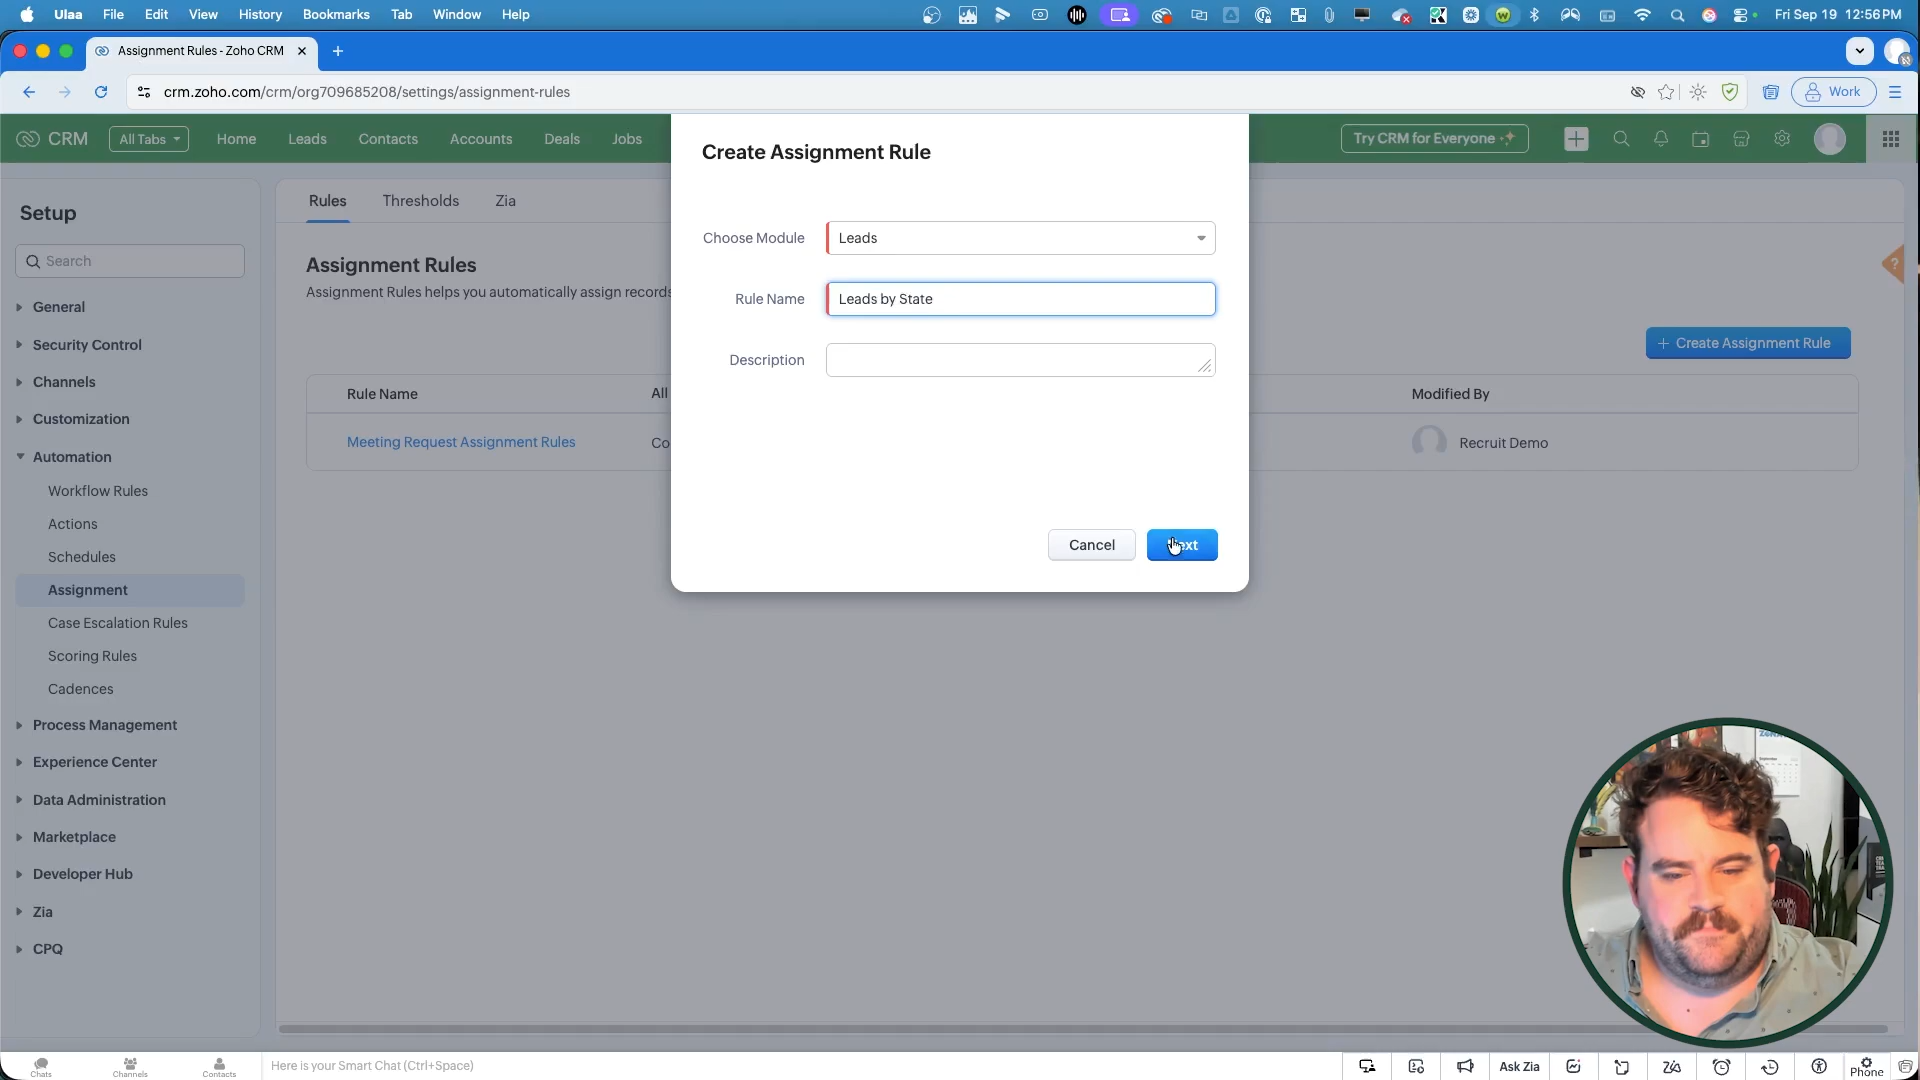 Ulaa File Edit View History Bookmarks Tab Window Help
Fri Sep 19 12:56PM
Assignment Rules - Zoho CRM
crm.zoho.com/crm/org709685208/settings/assignment-rules
Work
CRM All Tabs Home Leads Contacts Accounts Deals Jobs
Try CRM for Everyone
Create Assignment Rule
Choose Module Leads
Rule Name Leads by State
Description
Cancel
Setup
Search
General
Security Control
Channels
Customization
Automation
Workflow Rules
Actions
Schedules
Assignment
Case Escalation Rules
Scoring Rules
Cadences
Process Management
Experience Center
Data Administration
Marketplace
Developer Hub
Zia
CPQ
Rules Thresholds Zia
Assignment Rules
Assignment Rules helps you automatically assign records
+ Create Assignment Rule
Rule Name All Modified By
Meeting Request Assignment Rules Co Recruit Demo
?
Chats Channels Contacts
Here is your Smart Chat (Ctrl+Space)
Ask Zia
Phone